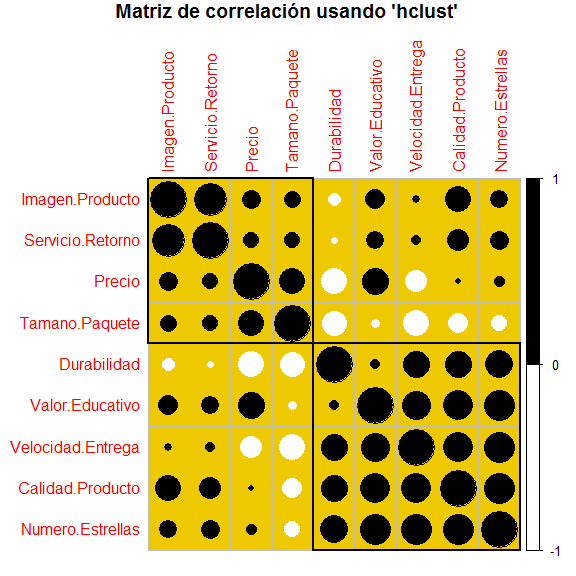 Matriz de correlación usando 'hclust'
Imagen.Producto
Servicio.Retorno
Precio
Tamano.Paquete
Durabilidad
Valor.Educativo
Velocidad.Entrega
Calidad.Producto
Numero.Estrellas
Imagen.Producto
Servicio.Retorno
Precio
Tamano.Paquete
Durabilidad
Valor.Educativo
Velocidad.Entrega
Calidad.Producto
Numero.Estrellas
1
0
-1